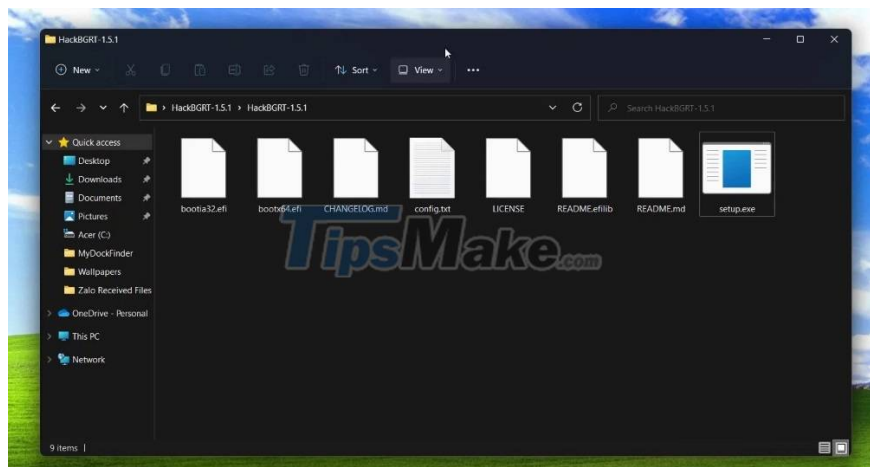 HackBGRT-1.5.1
New
Sort
View
HackBGRT-1.5.1 › HackBGRT-1.5.1
Search HackBGRT-1.5.1
Quick access
Desktop
Downloads
Documents
Pictures
Acer (C:)
MyDockFinder
Wallpapers
Zalo Received Files
OneDrive - Personal
This PC
Network
bootia32.efi
bootx64.efi
CHANGELOG.md
config.txt
LICENSE
README.efilib
README.md
setup.exe
TipsMake.com
9 items